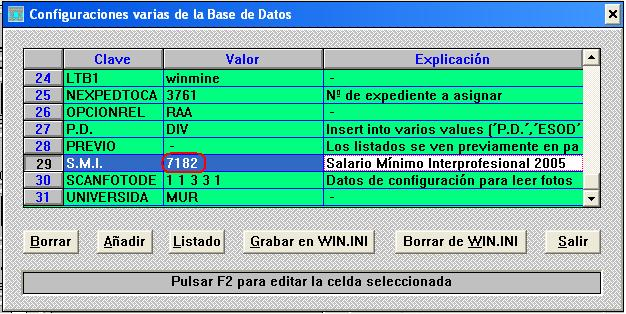 Configuraciones varias de la Base de Datos
Clave Valor Explicación
24 LTB1 winmine -
25 NEXPEDTOCA 3761 Nº de expediente a asignar
26 OPCIONREL RAA -
27 P.D. DIV Insert into varios values ('P.D.','ESOD'
28 PREVIO - Los listados se ven previamente en pa
29 S.M.I. 7182 Salario Mínimo Interprofesional 2005
30 SCANFOTODE 1 1 3 3 1 Datos de configuración para leer fotos
31 UNIVERSIDA MUR -
Borrar Añadir Listado Grabar en WIN.INI Borrar de WIN.INI Salir
Pulsar F2 para editar la celda seleccionada